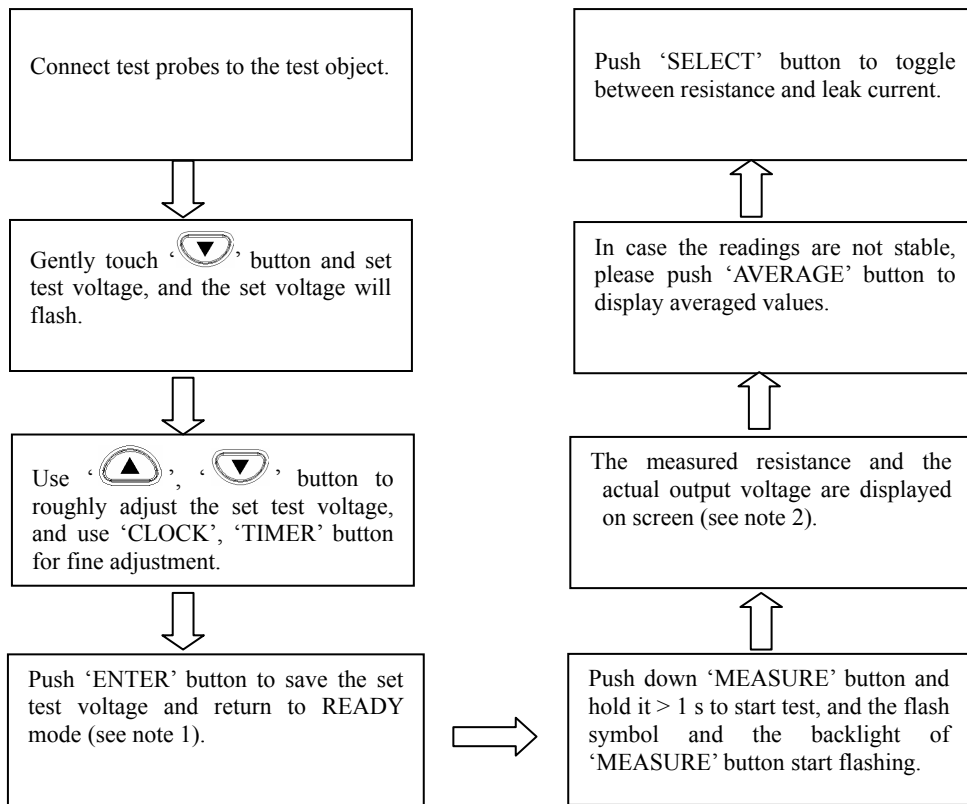 Connect test probes to the test object.
Gently touch ‘▼’ button and set
test voltage, and the set voltage will
flash.
Use ‘▲’, ‘▼’ button to
roughly adjust the set test voltage,
and use ‘CLOCK’, ‘TIMER’ button
for fine adjustment.
Push ‘ENTER’ button to save the set
test voltage and return to READY
mode (see note 1).
Push down ‘MEASURE’ button and
hold it > 1 s to start test, and the flash
symbol and the backlight of
‘MEASURE’ button start flashing.
The measured resistance and the
actual output voltage are displayed
on screen (see note 2).
In case the readings are not stable,
please push ‘AVERAGE’ button to
display averaged values.
Push ‘SELECT’ button to toggle
between resistance and leak current.